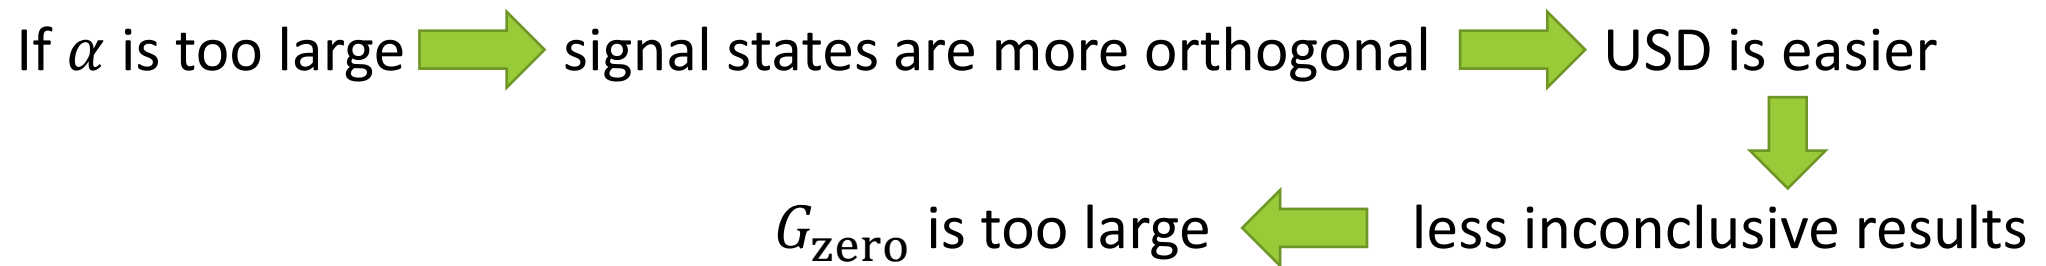 If α is too large signal states are more orthogonal USD is easier
G_zero is too large less inconclusive results